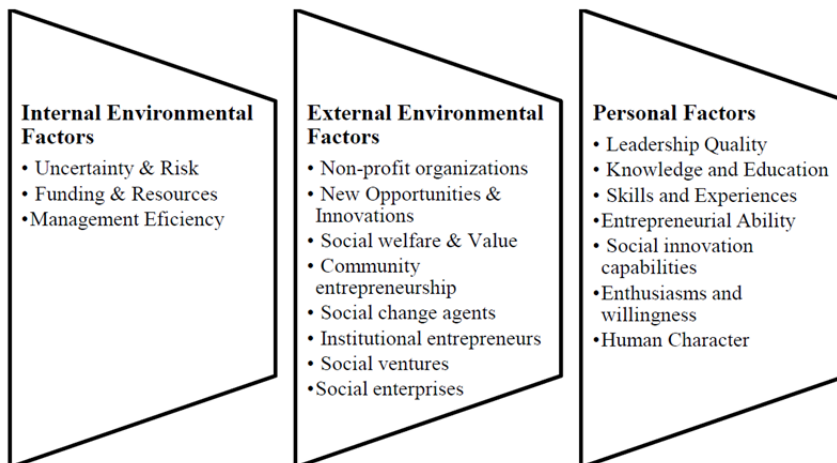 Internal Environmental
Factors
• Uncertainty & Risk
• Funding & Resources
•Management Eficiency
External Environmental
Factors
• Non-profit organizations
• New Opportunities &
Innovations
• Social welfare & Value
• Community
entrepreneurship
• Social change agents
• Institutional entrepreneurs
• Social ventures
•Social enterprises
Personal Factors
• Leadership Quality
• Knowledge and Education
• Skills and Experiences
•Entrepreneurial Ability
• Social innovation
capabilities
•Enthusiasms and
willingness
•Human Character